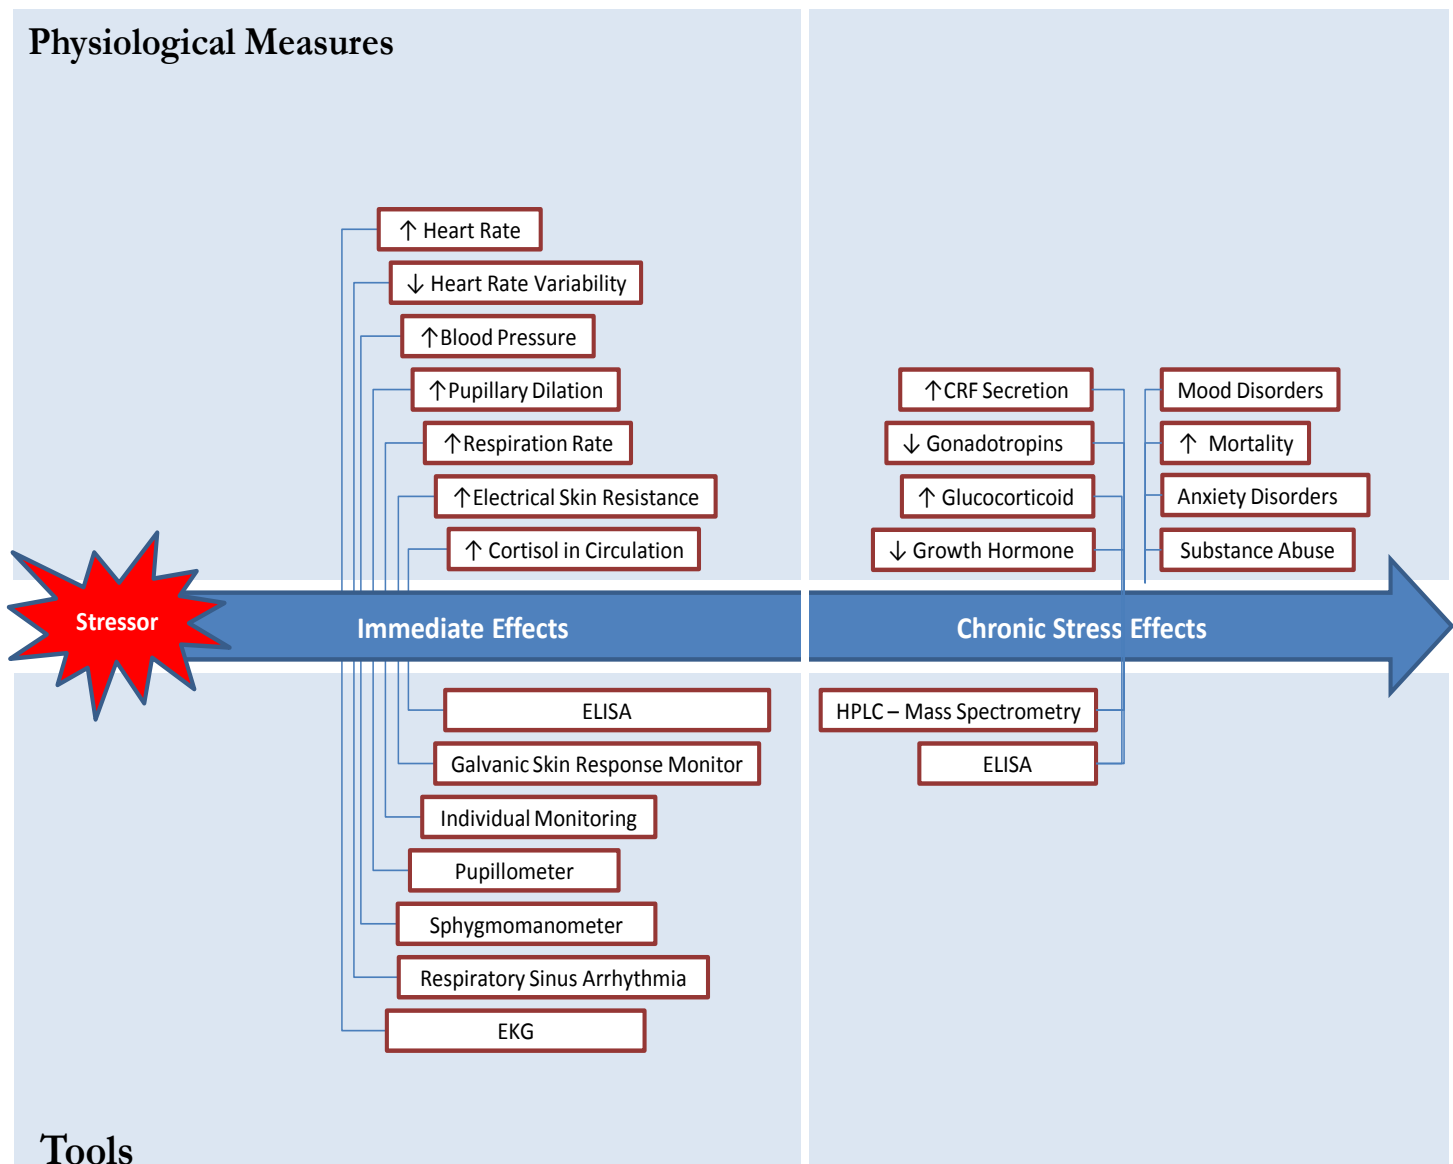 Physiological Measures
↑ Heart Rate
↓ Heart Rate Variability
↑Blood Pressure
↑Pupillary Dilation
↑Respiration Rate
↑Electrical Skin Resistance
↑ Cortisol in Circulation
↑CRF Secretion
↓ Gonadotropins
↑ Glucocorticoid
↓ Growth Hormone
Mood Disorders
↑ Mortality
Anxiety Disorders
Substance Abuse
Stressor
Immediate Effects
Chronic Stress Effects
ELISA
Galvanic Skin Response Monitor
Individual Monitoring
Pupillometer
Sphygmomanometer
Respiratory Sinus Arrhythmia
EKG
HPLC – Mass Spectrometry
ELISA
Tools